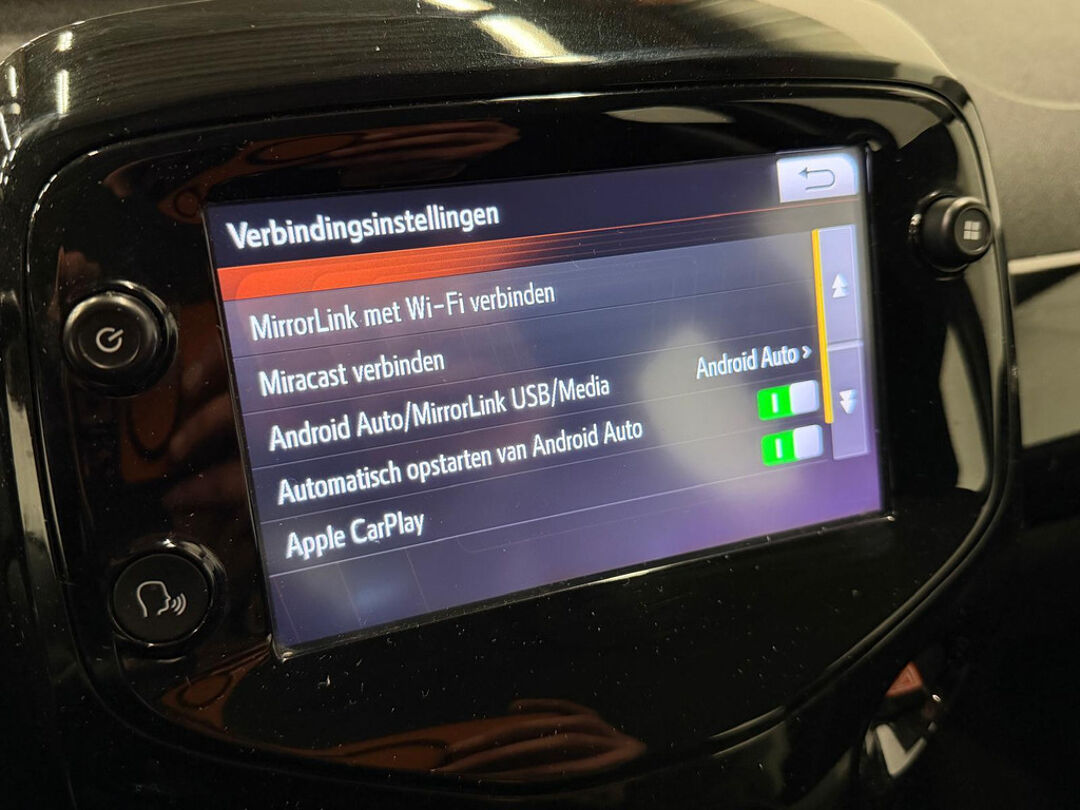 Verbindingsinstellingen
MirrorLink met Wi-Fi verbinden
Miracast verbinden
Android Auto/MirrorLink USB/Media Android Auto >
Automatisch opstarten van Android Auto
Apple CarPlay